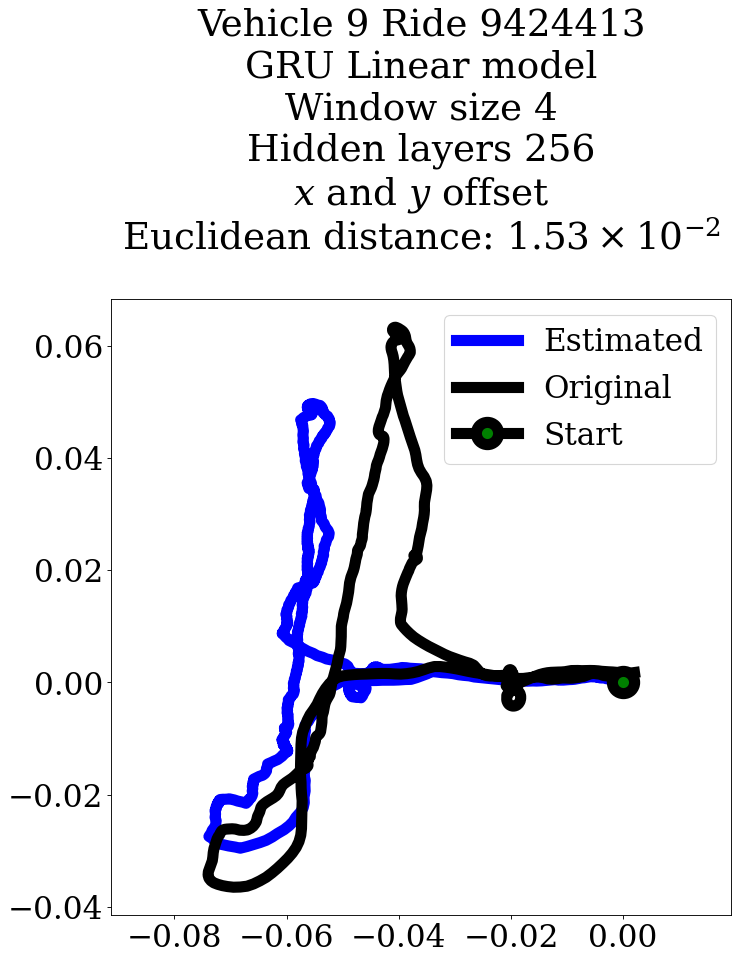 Vehicle 9 Ride 9424413
GRU Linear model
Window size 4
Hidden layers 256
x and y offset
Euclidean distance: 1.53 × 10⁻²
Estimated
Original
Start
0.06
0.04
0.02
0.00
−0.02
−0.04
−0.08 −0.06 −0.04 −0.02 0.00